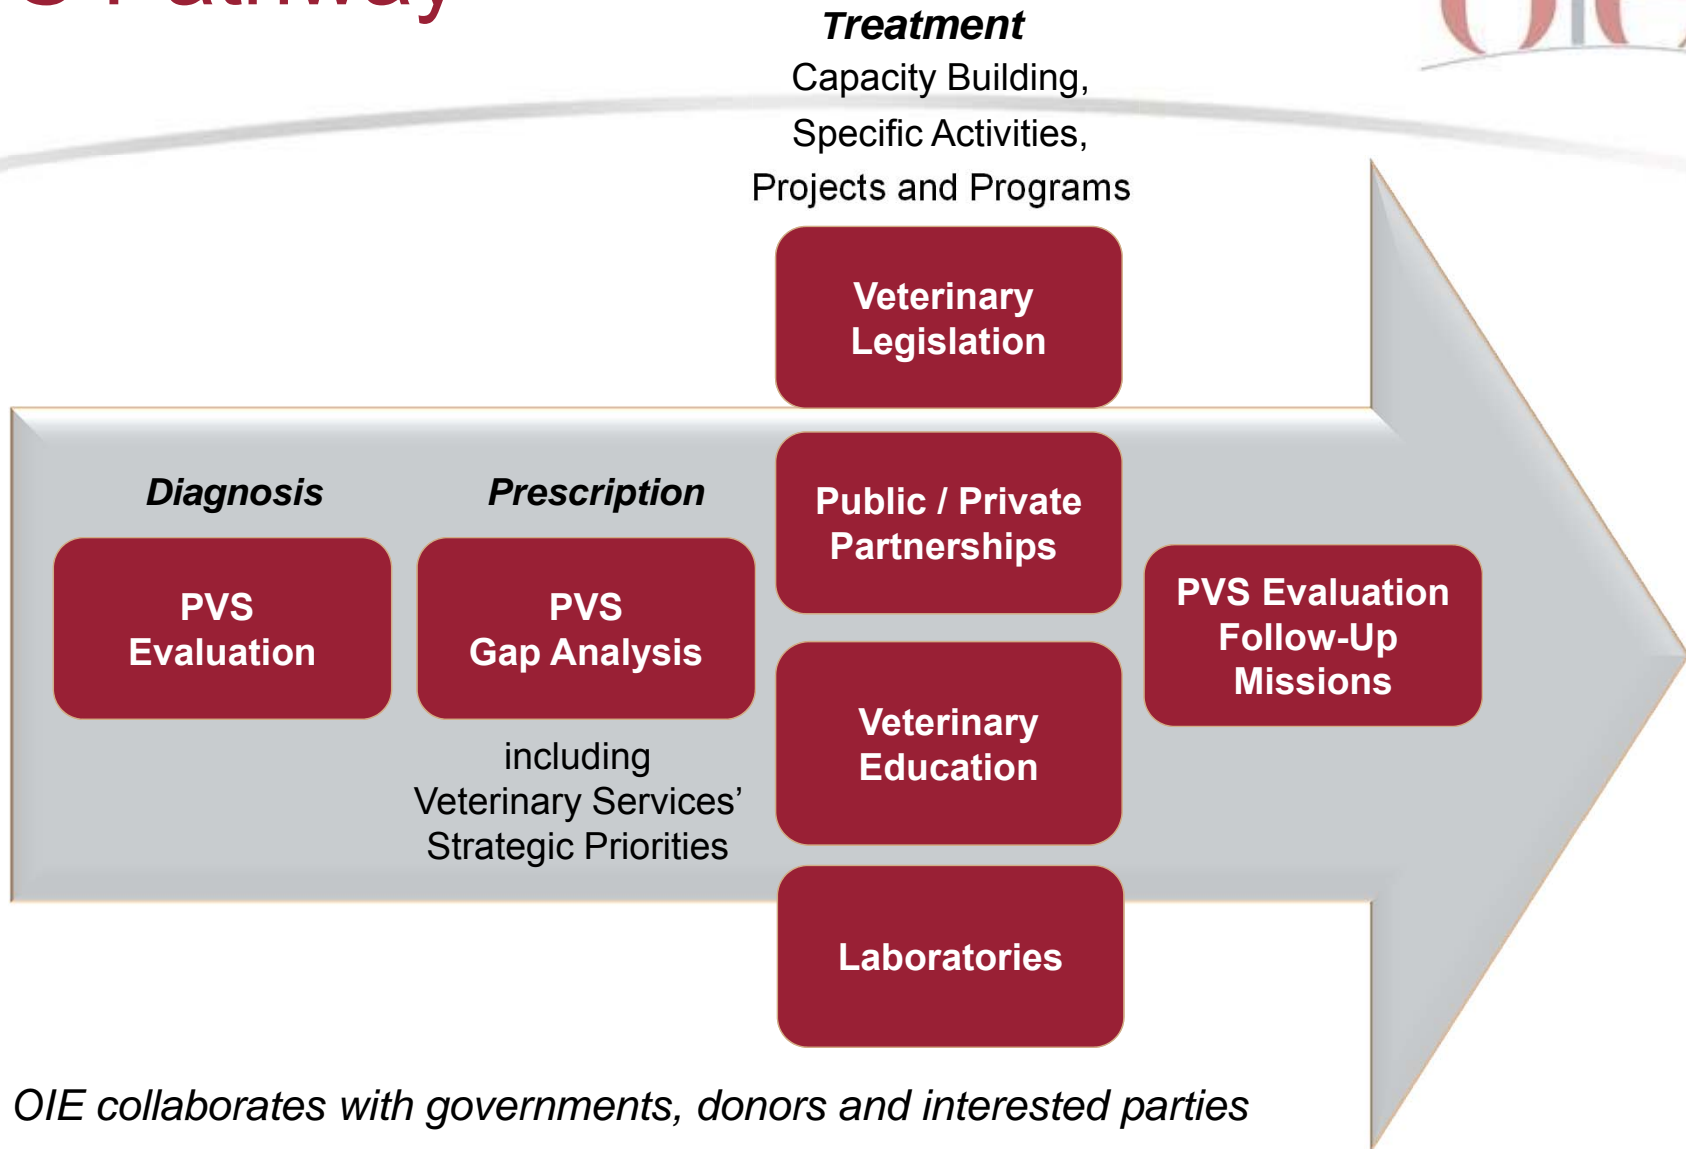 Pathway
Treatment
Capacity Building,
Specific Activities,
Projects and Programs
Veterinary
Legislation
Diagnosis
Prescription
Public / Private
Partnerships
PVS
Evaluation
PVS
Gap Analysis
PVS Evaluation
Follow-Up
Missions
including
Veterinary Services’
Strategic Priorities
Veterinary
Education
Laboratories
OIE collaborates with governments, donors and interested parties